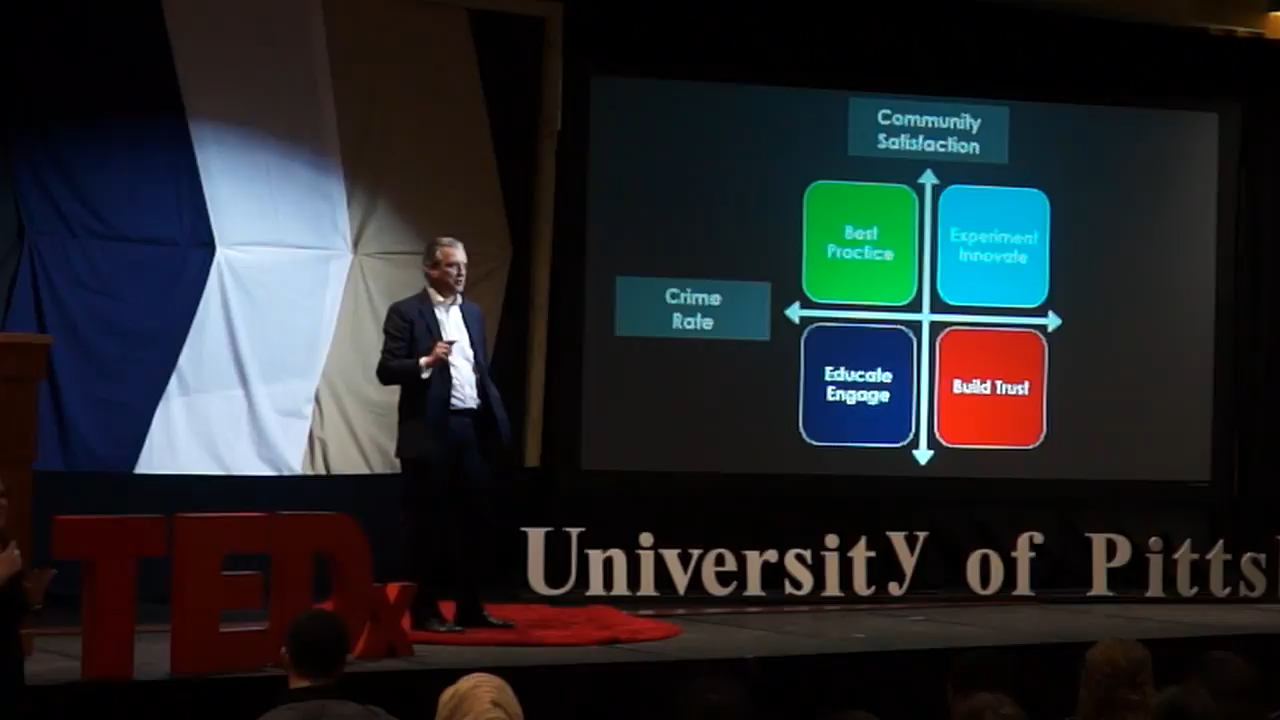 Community
Satisfaction
Best
Practice
Experiment
Innovate
Crime
Rate
Educate
Engage
Build Trust
TEDx
University of Pitts